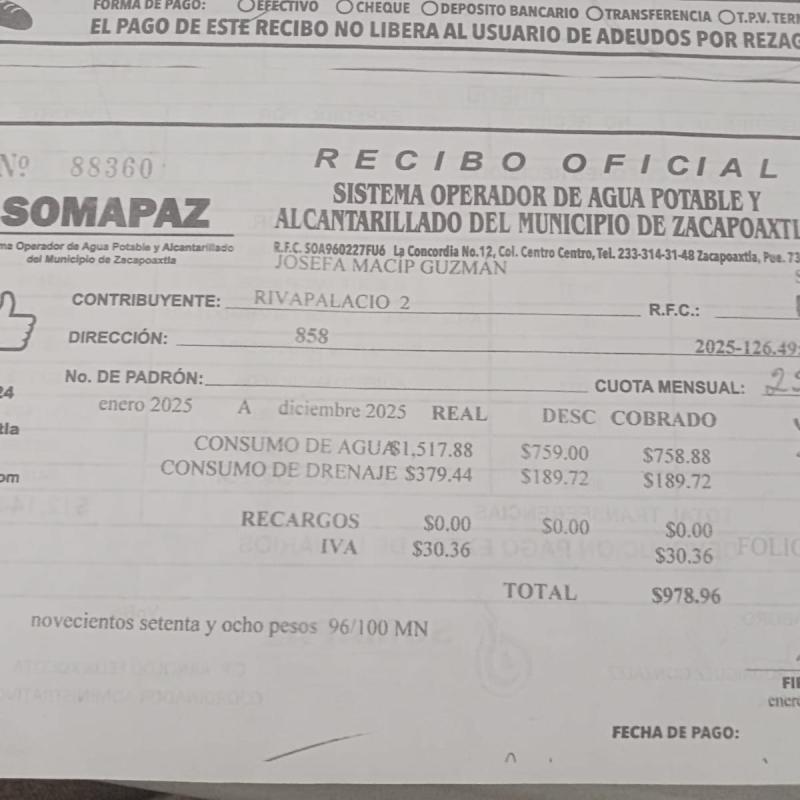 FORMA DE PAGO: EFECTIVO CHEQUE DEPOSITO BANCARIO TRANSFERENCIA T.P.V. TERM
EL PAGO DE ESTE RECIBO NO LIBERA AL USUARIO DE ADEUDOS POR REZAG
Nº 88360
RECIBO OFICIAL
SOMAPAZ
SISTEMA OPERADOR DE AGUA POTABLE Y
ALCANTARILLADO DEL MUNICIPIO DE ZACAPOAXTL
ma Operador de Agua Potable y Alcantarillado
del Municipio de Zacapoaxtla
R.F.C. SOA960227FU6 La Concordia No.12, Col. Centro Centro, Tel. 233-314-31-48 Zacapoaxtla, Pue. 73
JOSEFA MACIP GUZMÁN
CONTRIBUYENTE: RIVAPALACIO 2
R.F.C.:
DIRECCIÓN: 858
2025-126.49
No. DE PADRÓN:
CUOTA MENSUAL:
24
enero 2025 A diciembre 2025 REAL DESC COBRADO
tla
CONSUMO DE AGUA$1,517.88 $759.00 $758.88
CONSUMO DE DRENAJE $379.44 $189.72 $189.72
om
RECARGOS $0.00 $0.00 $0.00
IVA $30.36 $30.36
FOLIO
TOTAL $978.96
novecientos setenta y ocho pesos 96/100 MN
FI
ener
FECHA DE PAGO: